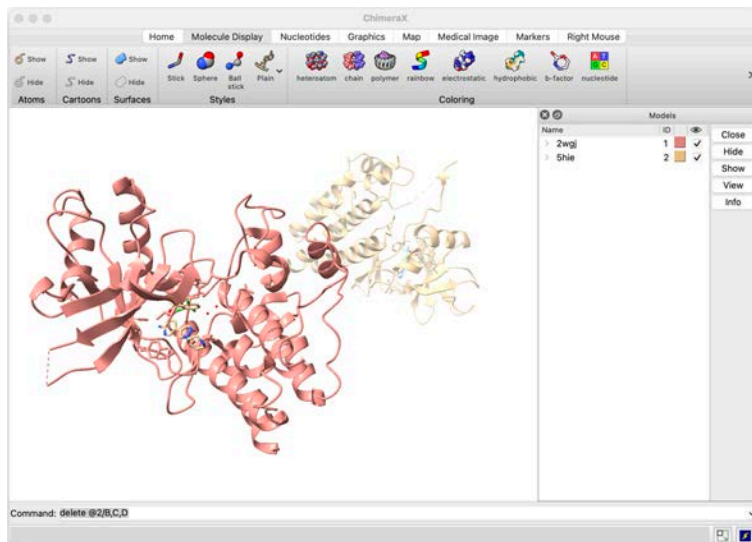 ChimeraX
Home Molecule Display Nucleotides Graphics Map Medical Image Markers Right Mouse
Show Show Show
Hide Hide Hide
Stick Sphere Ball stick Plain
heteroatom chain polymer rainbow electrostatic hydrophobic b-factor nucleotide
Atoms Cartoons Surfaces Styles Coloring
Models
Name ID
2wgj 1
5hie 2
Close
Hide
Show
View
Info
Command: delete @2/B,C,D